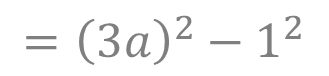 = (3a)² − 1²